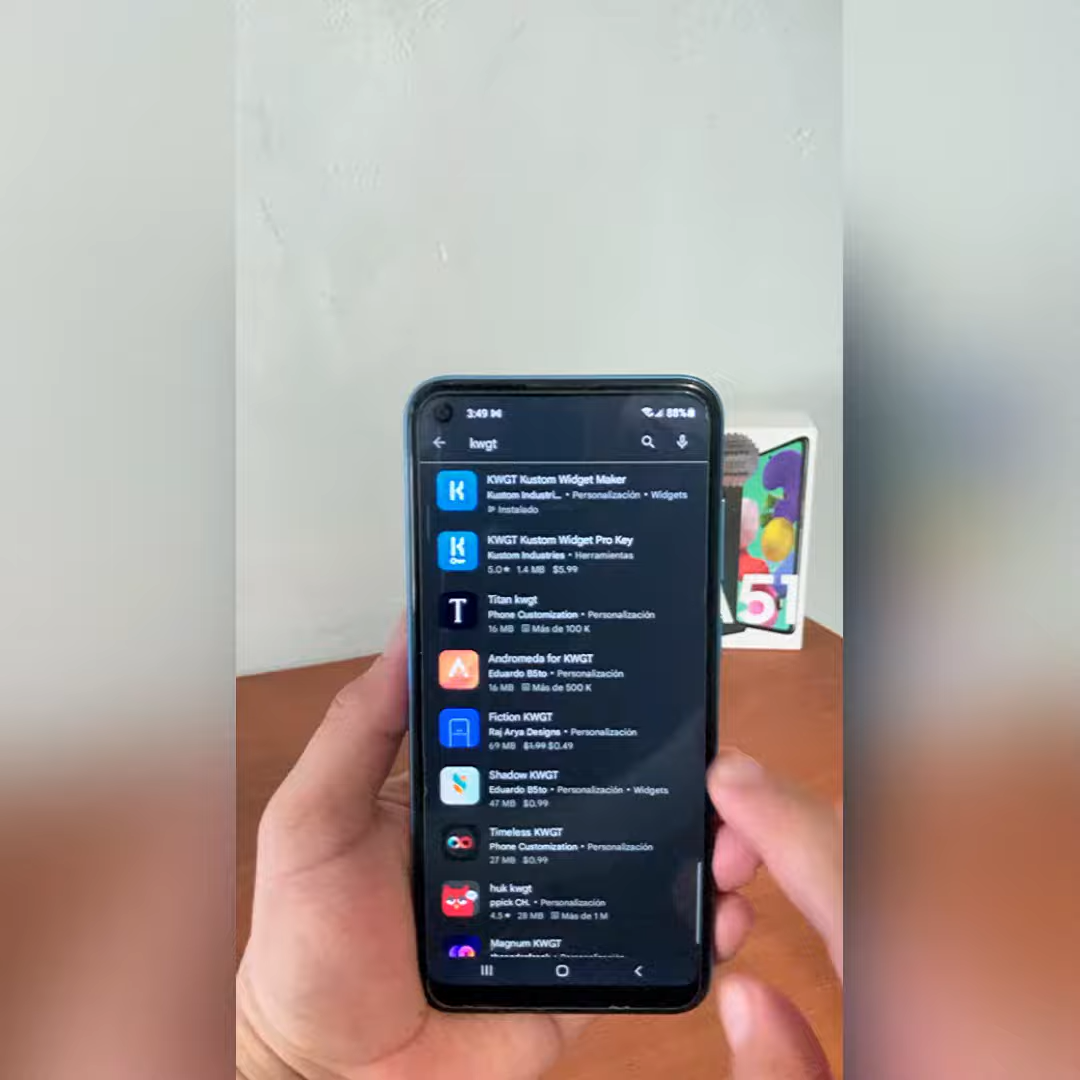 3:49 88%
kwgt
KWGT Kustom Widget Maker
Kustom Industri... • Personalización • Widgets
Instalado
KWGT Kustom Widget Pro Key
Kustom Industries • Herramientas
5.0★ 1.4 MB $5.99
Titan kwgt
Phone Customization • Personalización
16 MB Más de 100 K
Andromeda for KWGT
Eduardo B5to • Personalización
16 MB Más de 500 K
Fiction KWGT
Raj Arya Designs • Personalización
69 MB $1.99 $0.49
Shadow KWGT
Eduardo B5to • Personalización • Widgets
47 MB $0.99
Timeless KWGT
Phone Customization • Personalización
27 MB $0.99
huk kwgt
ppick CH. • Personalización
4.5★ 28 MB Más de 1 M
Magnum KWGT
A51